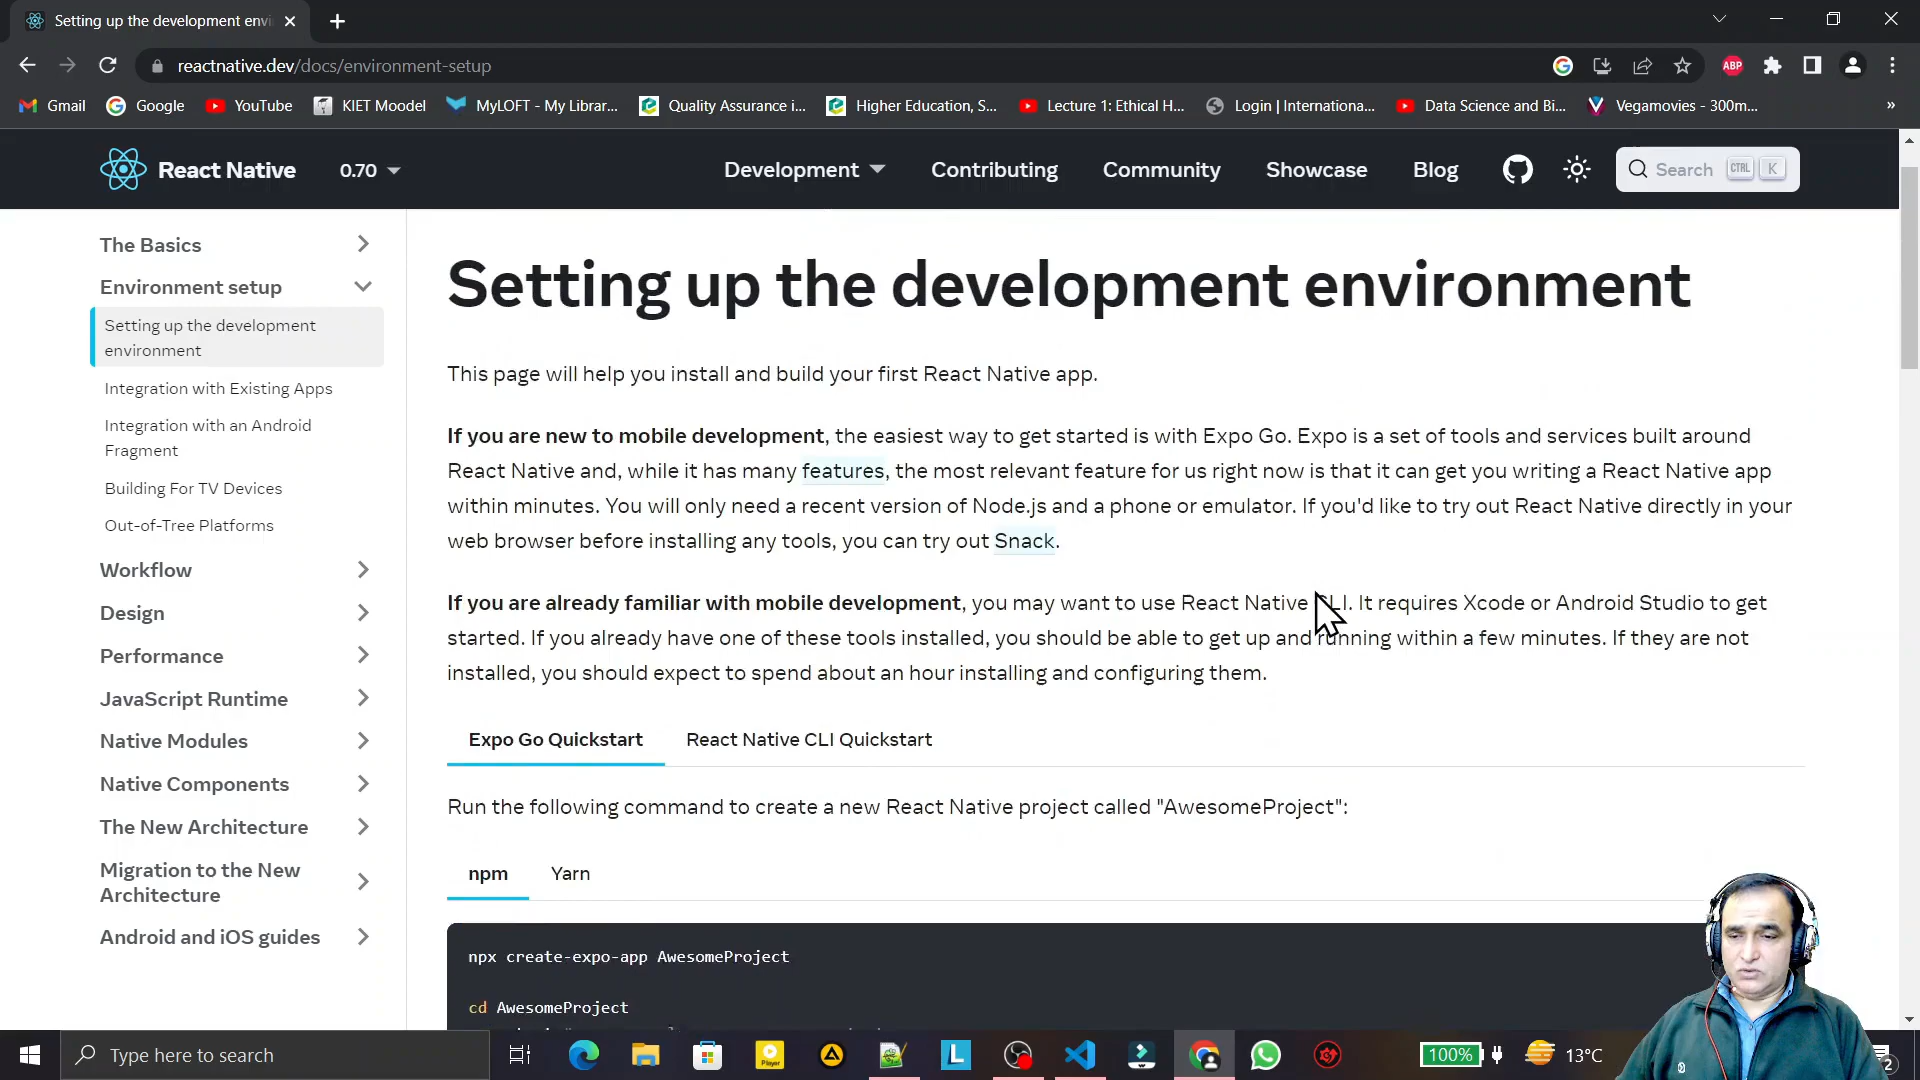 Setting up the development envi
reactnative.dev/docs/environment-setup
ABP
Gmail
Google
YouTube
KIET Moodel
MyLOFT - My Librar...
Quality Assurance i...
Higher Education, S...
Lecture 1: Ethical H...
Login | Internationa...
Data Science and Bi...
Vegamovies - 300m...
»
React Native
0.70
Development
Contributing
Community
Showcase
Blog
Search CTRL K
The Basics
Environment setup
Setting up the development
environment
Integration with Existing Apps
Integration with an Android
Fragment
Building For TV Devices
Out-of-Tree Platforms
Workflow
Design
Performance
JavaScript Runtime
Native Modules
Native Components
The New Architecture
Migration to the New
Architecture
Android and iOS guides
Setting up the development environment
This page will help you install and build your first React Native app.
If you are new to mobile development, the easiest way to get started is with Expo Go. Expo is a set of tools and services built around
React Native and, while it has many features, the most relevant feature for us right now is that it can get you writing a React Native app
within minutes. You will only need a recent version of Node.js and a phone or emulator. If you'd like to try out React Native directly in your
web browser before installing any tools, you can try out Snack.
If you are already familiar with mobile development, you may want to use React Native CLI. It requires Xcode or Android Studio to get
started. If you already have one of these tools installed, you should be able to get up and running within a few minutes. If they are not
installed, you should expect to spend about an hour installing and configuring them.
Expo Go Quickstart
React Native CLI Quickstart
Run the following command to create a new React Native project called "AwesomeProject":
npm
Yarn
npx create-expo-app AwesomeProject
cd AwesomeProject
Type here to search
Player
L
100%
13°C
2